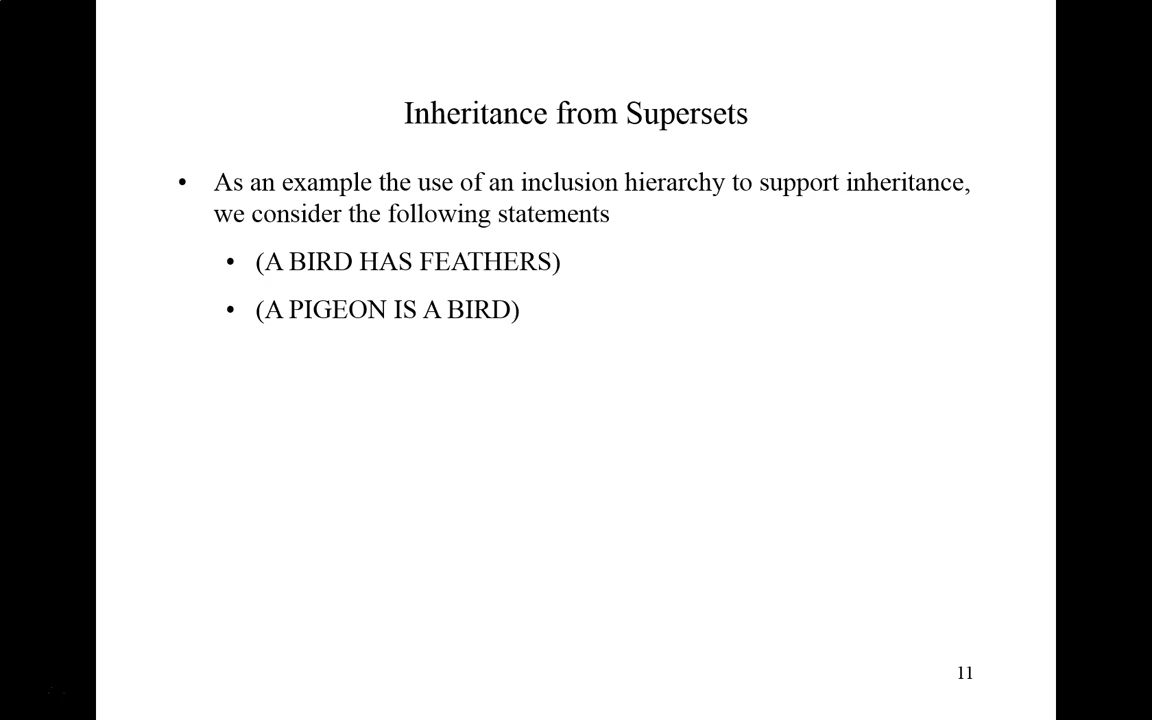 Inheritance from Supersets
• As an example the use of an inclusion hierarchy to support inheritance,
we consider the following statements
• (A BIRD HAS FEATHERS)
• (A PIGEON IS A BIRD)
11